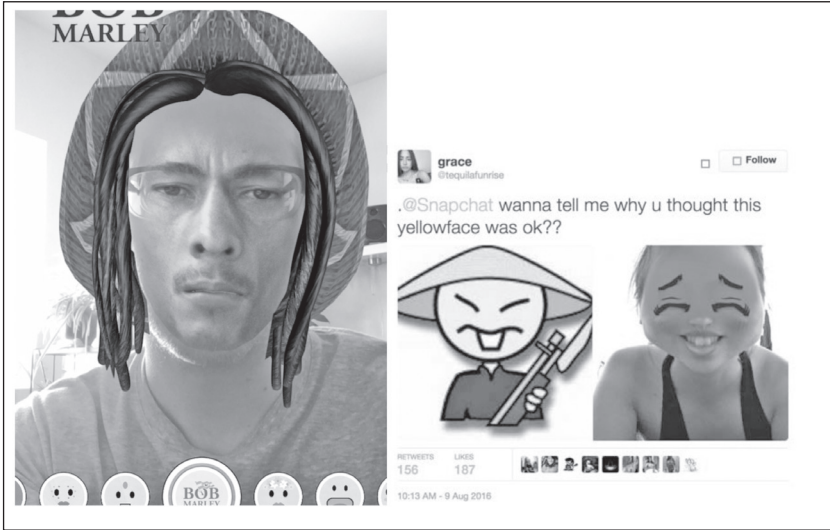 BOB
MARLEY
BOB
MARLEY
grace
@tequilafunrise
Follow
.@Snapchat wanna tell me why u thought this
yellowface was ok??
RETWEETS LIKES
156 187
10:13 AM - 9 Aug 2016